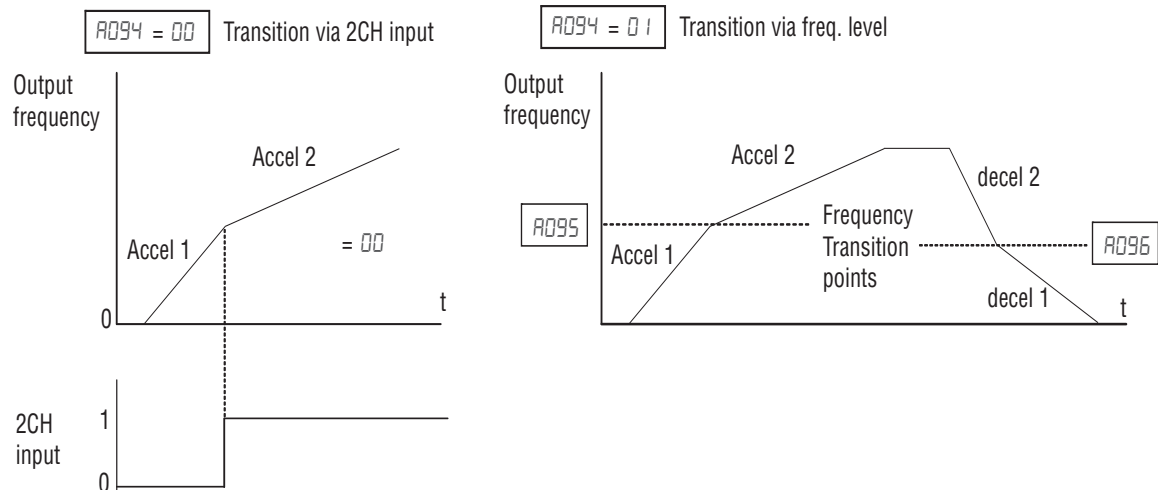 A094 = 00 Transition via 2CH input
Output
frequency
Accel 2
Accel 1
= 00
0
t
2CH
input
1
0
A094 = 01 Transition via freq. level
Output
frequency
Accel 2
decel 2
A095
Frequency
Transition
points
A096
Accel 1
decel 1
t